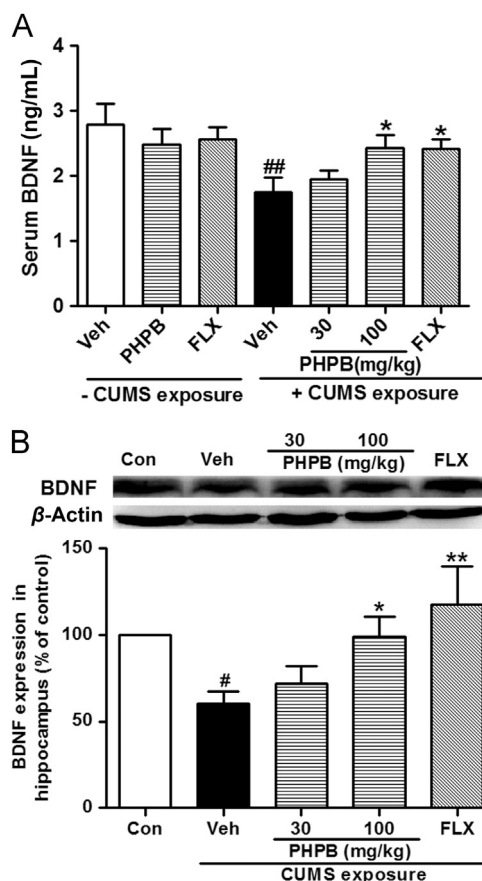 A
Serum BDNF (ng/mL)
4
3
2
1
0
##
*
*
Veh
PHPB
FLX
Veh
30
100
FLX
PHPB(mg/kg)
- CUMS exposure
+ CUMS exposure
B
30 100
Con Veh PHPB (mg/kg) FLX
BDNF
β-Actin
BDNF expression in
hippocampus (% of control)
150
100
50
0
#
*
**
Con Veh 30 100 FLX
PHPB (mg/kg)
CUMS exposure